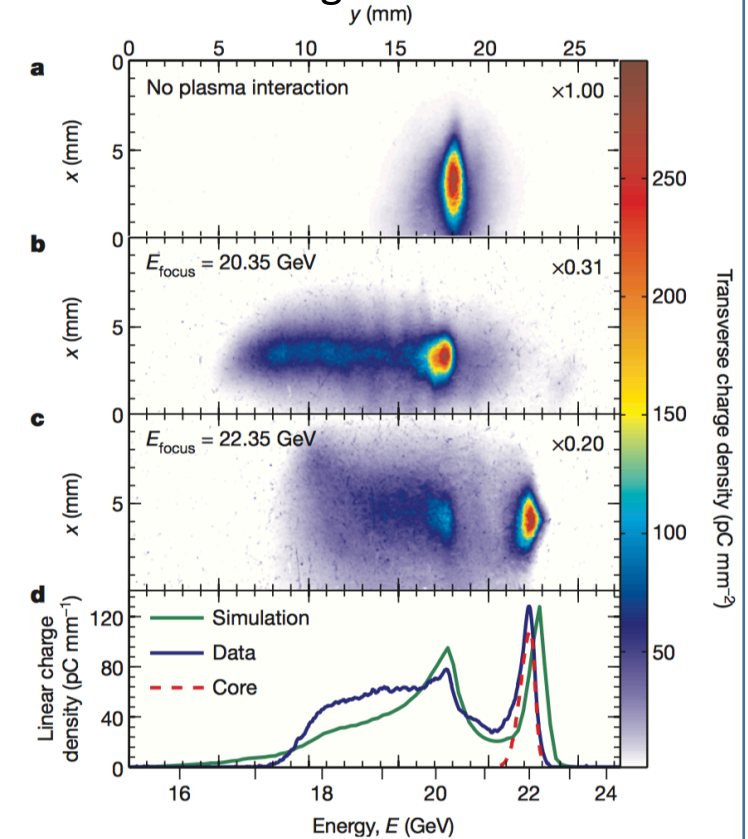 y (mm)
0 5 10 15 20 25
a
No plasma interaction
×1.00
0
5
x (mm)
b
E focus = 20.35 GeV
×0.31
0
5
x (mm)
c
E focus = 22.35 GeV
×0.20
0
5
x (mm)
d
Simulation
Data
Core
120
80
40
0
Linear charge
density (pC mm⁻¹)
16 18 20 22 24
Energy, E (GeV)
250
200
150
100
50
Transverse charge density (pC mm⁻²)